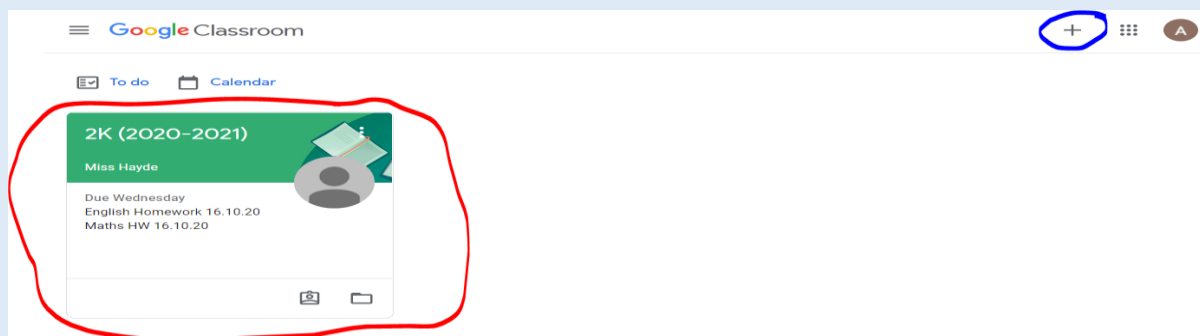 Google Classroom
A
To do Calendar
2K (2020-2021)
Miss Hayde
Due Wednesday
English Homework 16.10.20
Maths HW 16.10.20